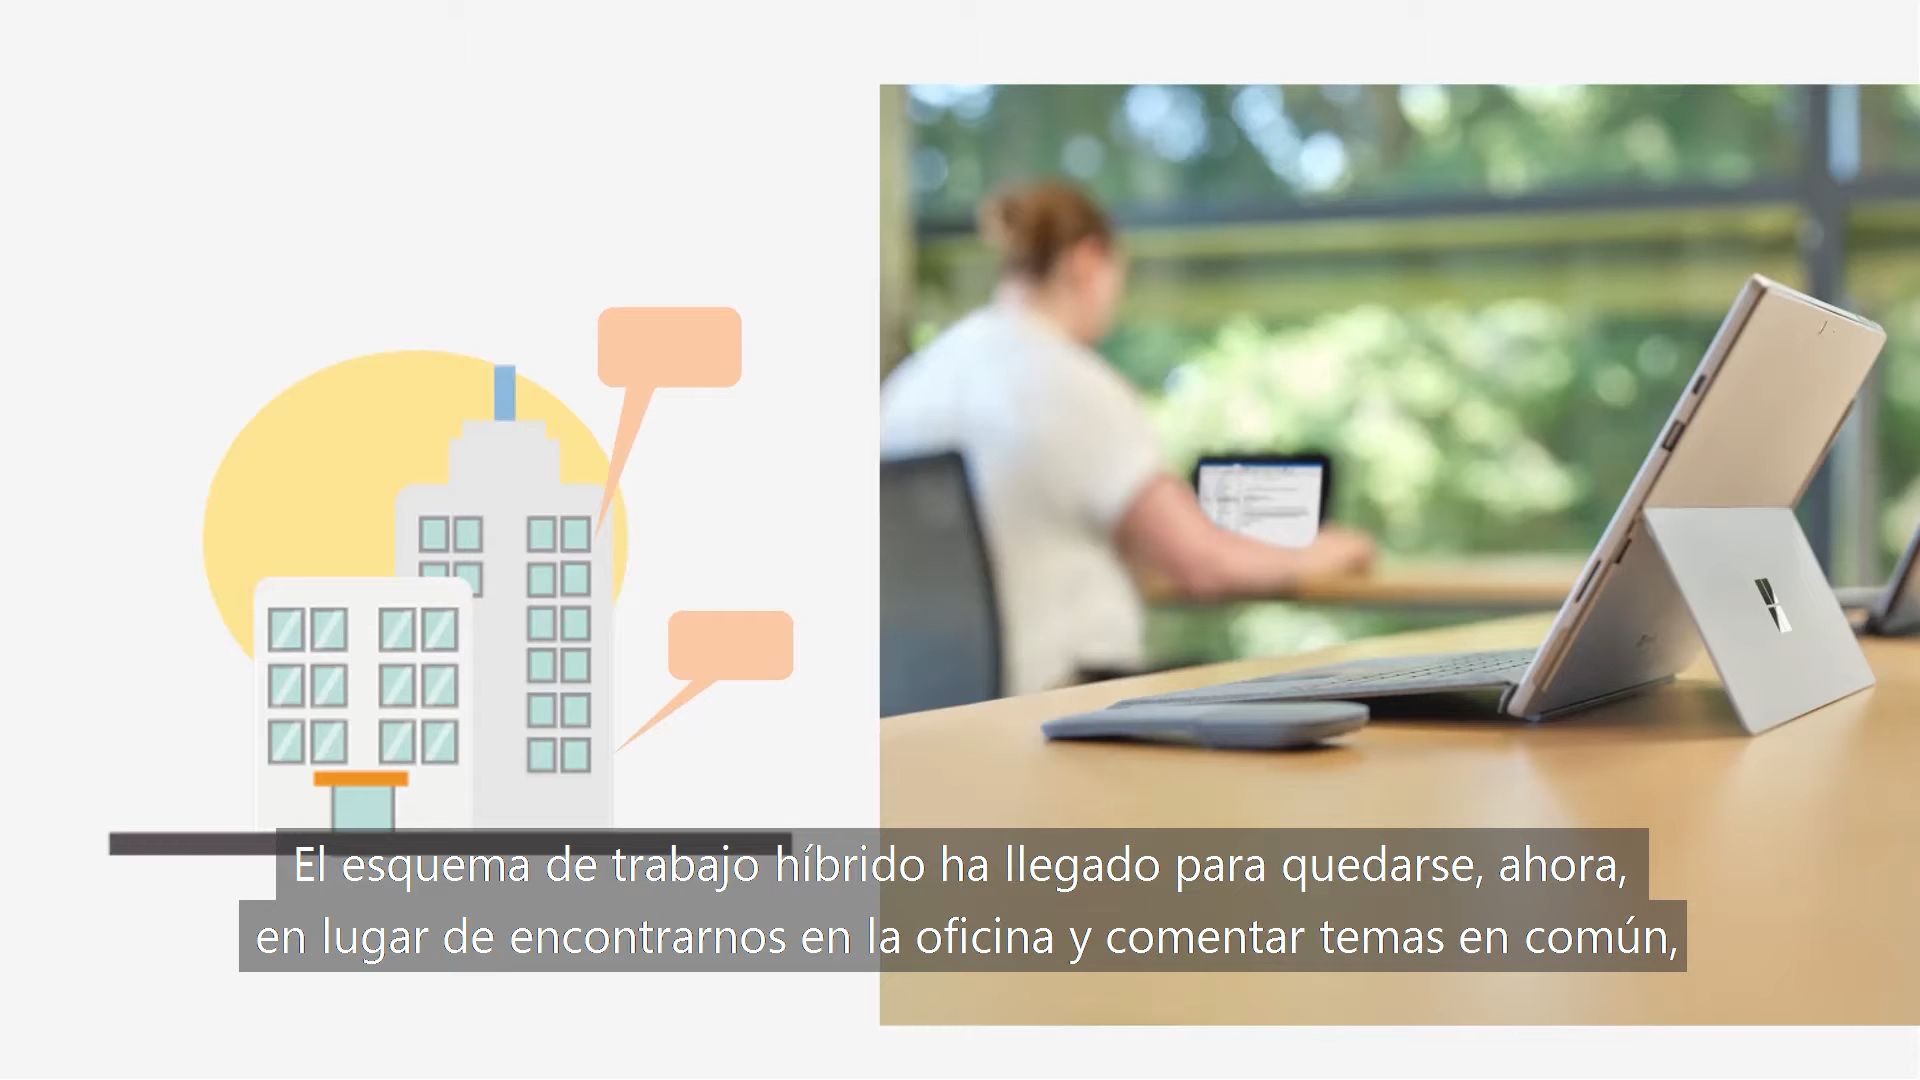 El esquema de trabajo híbrido ha llegado para quedarse, ahora,
en lugar de encontrarnos en la oficina y comentar temas en común,